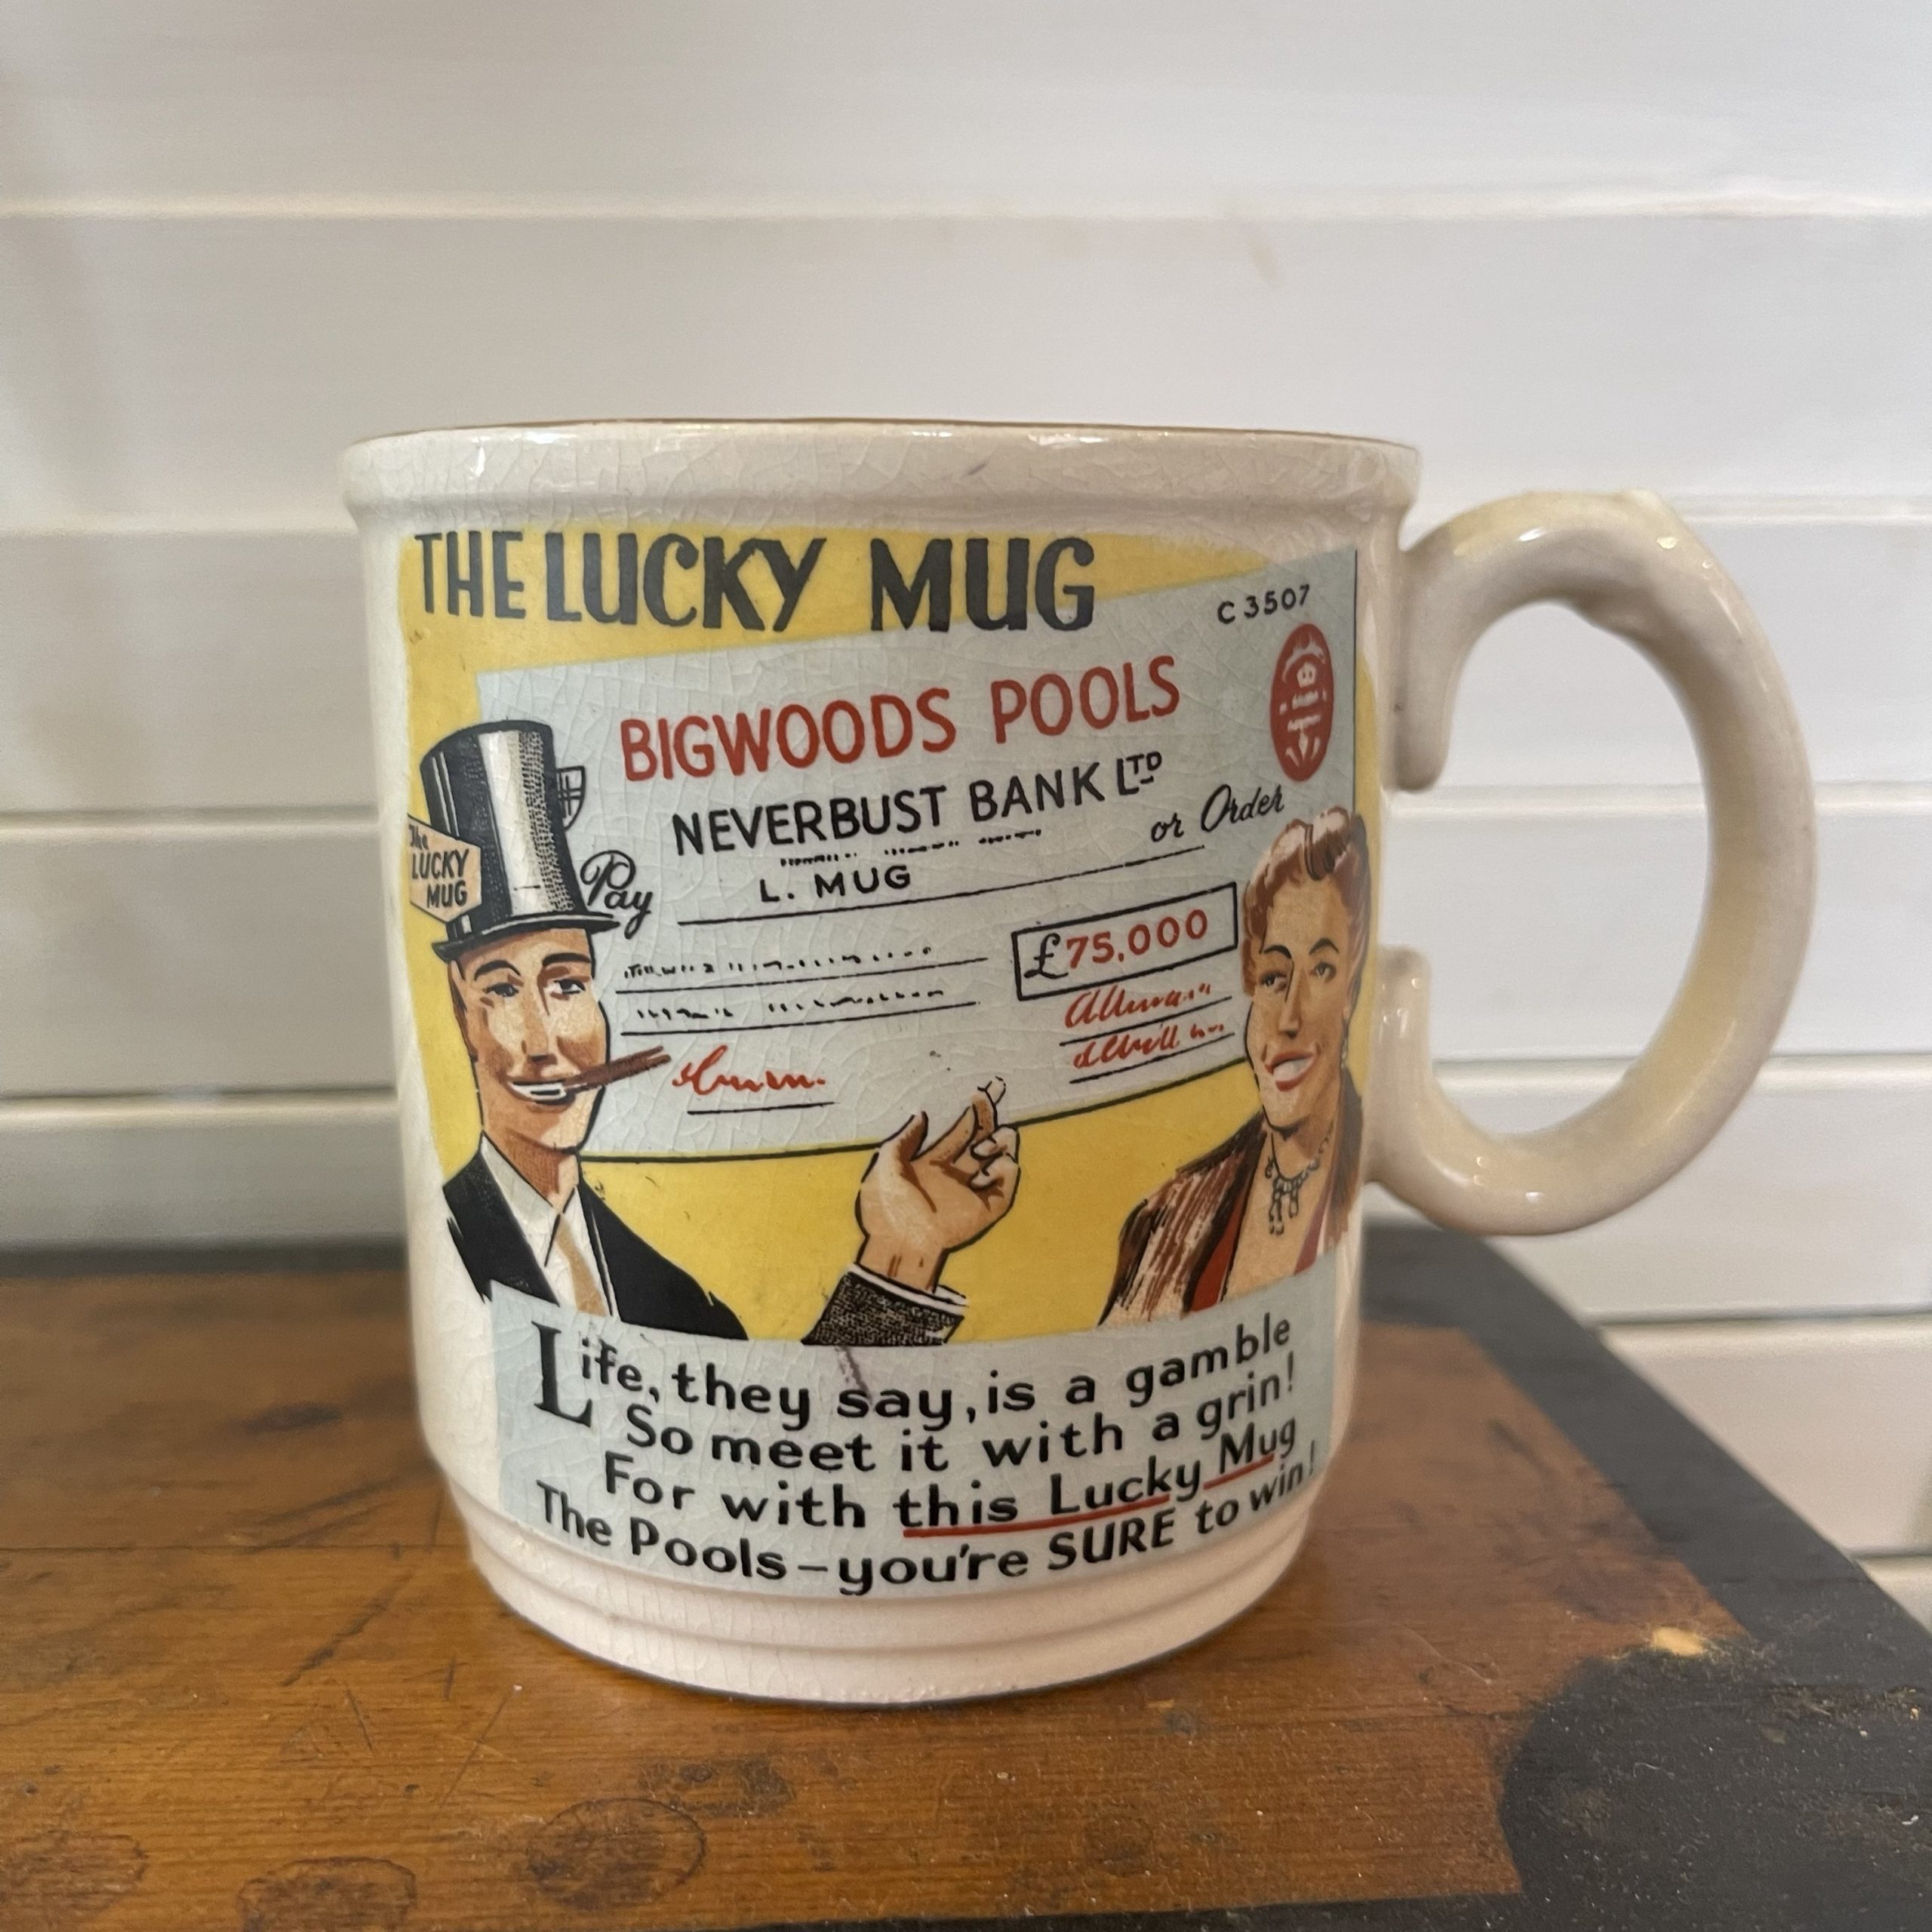 THE LUCKY MUG
C 3507
BIGWOODS POOLS
NEVERBUST BANK LTD
Pay L. MUG or Order
The
LUCKY
MUG
£75,000
Life, they say, is a gamble
So meet it with a grin!
For with this Lucky Mug
The Pools - you're SURE to win!